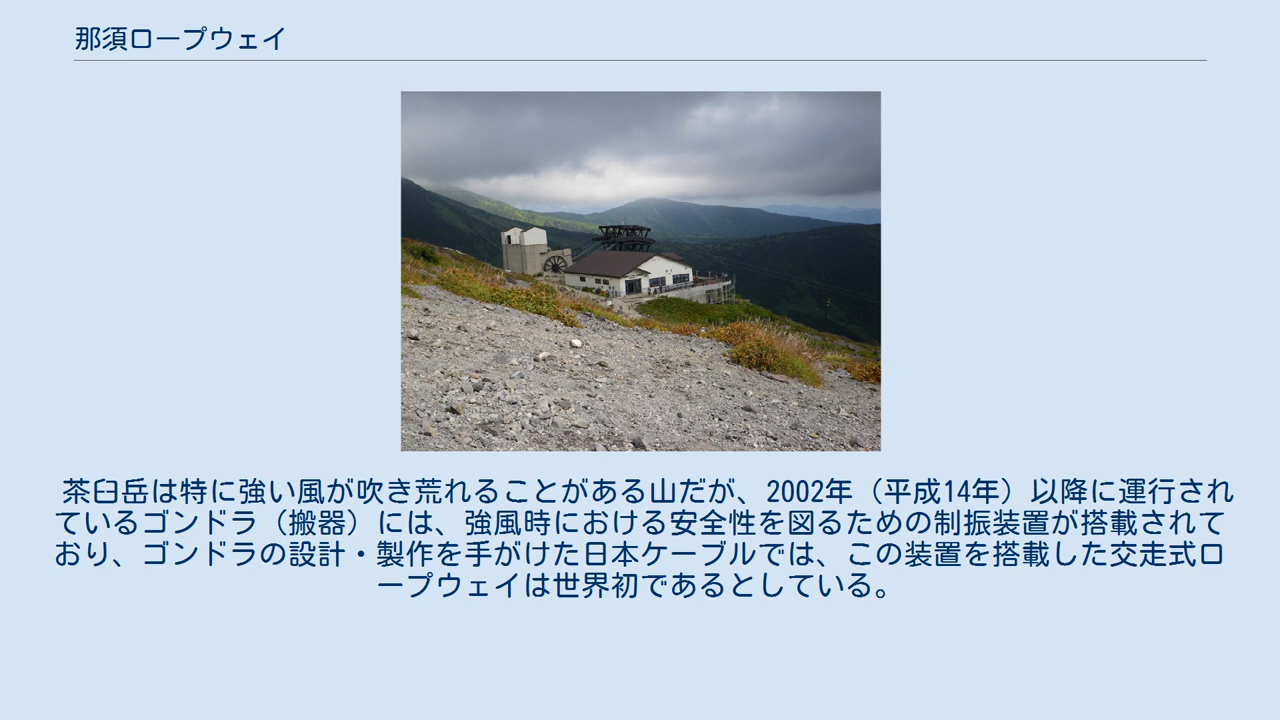 那須ロープウェイ
茶臼岳は特に強い風が吹き荒れることがある山だが、2002年（平成14年）以降に運行され
ているゴンドラ（搬器）には、強風時における安全性を図るための制振装置が搭載されて
おり、ゴンドラの設計・製作を手がけた日本ケーブルでは、この装置を搭載した交走式ロ
ープウェイは世界初であるとしている。